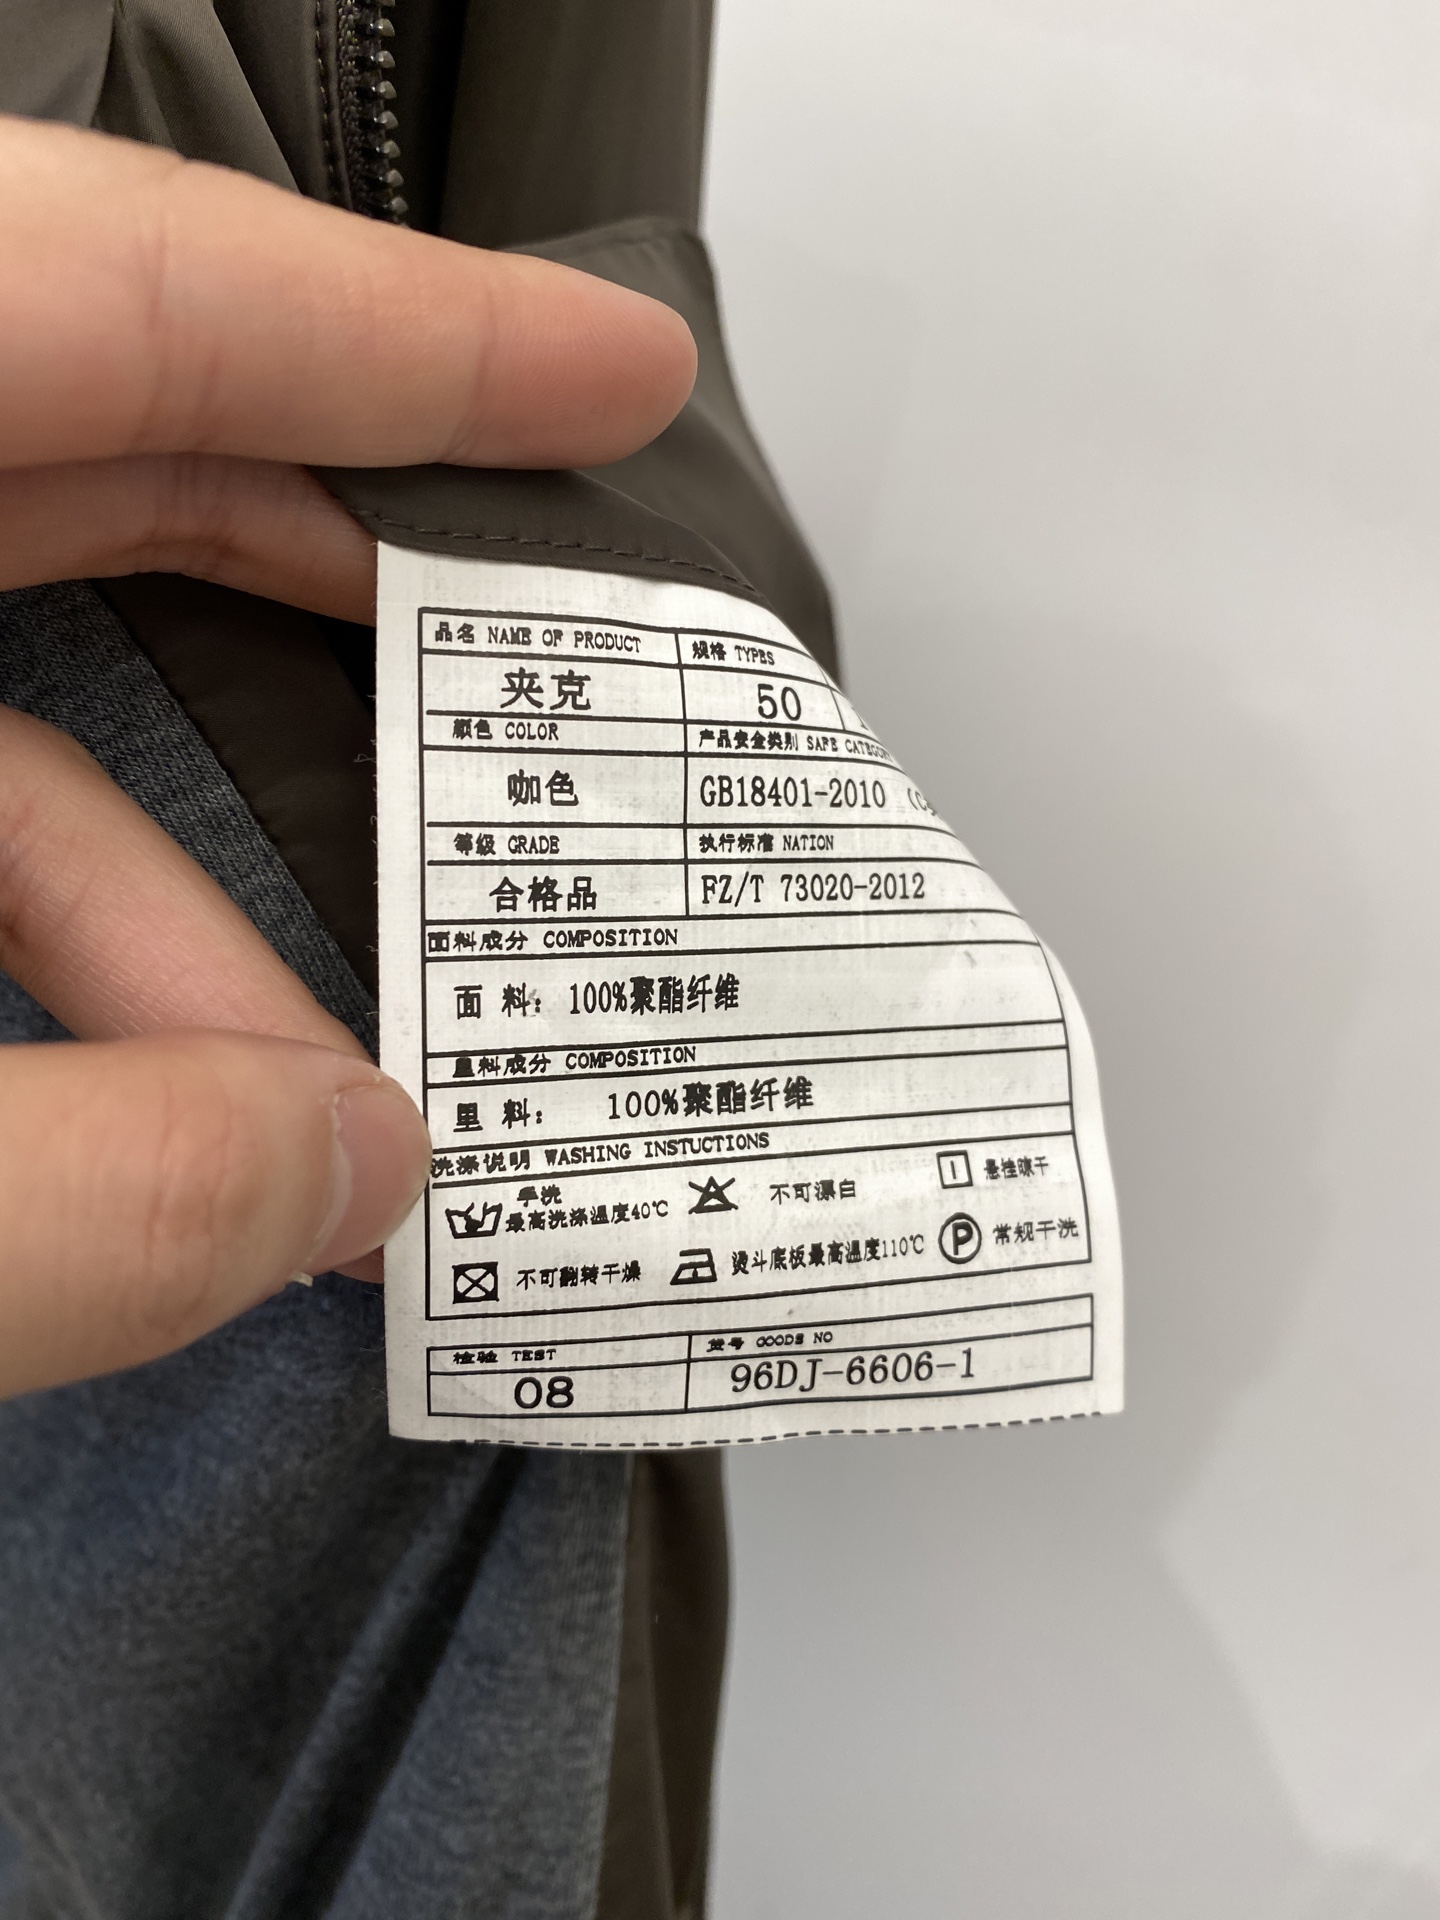 品名 NAME OF PRODUCT 规格 TYPES
夹克 50
颜色 COLOR 产品安全类别 SAFE CATEGORY
咖色 GB18401-2010
等级 GRADE 执行标准 NATION
合格品 FZ/T 73020-2012
面料成分 COMPOSITION
面 料: 100%聚酯纤维
里料成分 COMPOSITION
里 料: 100%聚酯纤维
洗涤说明 WASHING INSTUCTIONS
手洗
最高洗涤温度40℃ 不可漂白 悬挂晾干
不可翻转干燥 熨斗底板最高温度110℃ P 常规干洗
检验 TEST 货号 GOODS NO
08 96DJ-6606-1